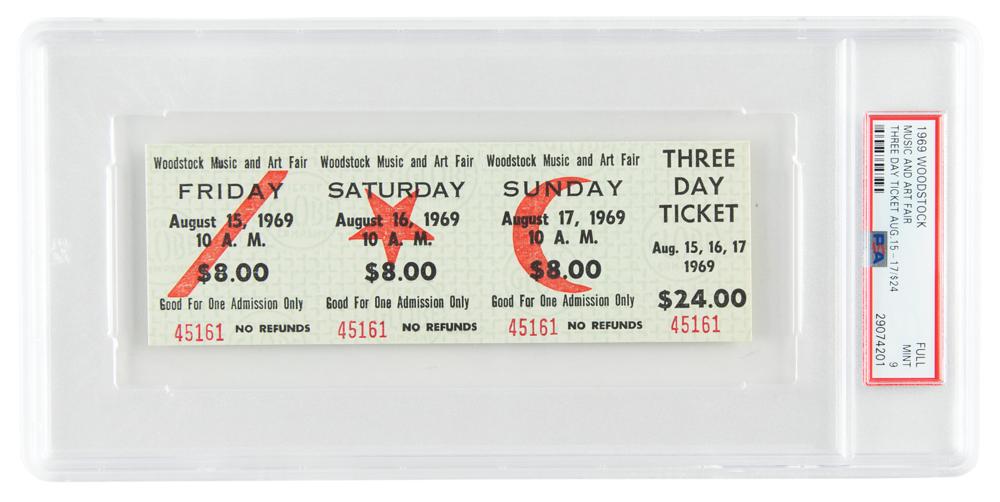 Woodstock Music and Art Fair
FRIDAY
August 15, 1969
10 A. M.
$8.00
Good For One Admission Only
45161 NO REFUNDS
Woodstock Music and Art Fair
SATURDAY
August 16, 1969
10 A. M.
$8.00
Good For One Admission Only
45161 NO REFUNDS
Woodstock Music and Art Fair
SUNDAY
August 17, 1969
10 A. M.
$8.00
Good For One Admission Only
45161 NO REFUNDS
THREE
DAY
TICKET
Aug. 15, 16, 17
1969
$24.00
45161
1969 WOODSTOCK
MUSIC AND ART FAIR
THREE DAY TICKET AUG.15-17/$24
PSA
FULL
MINT 9
29074201